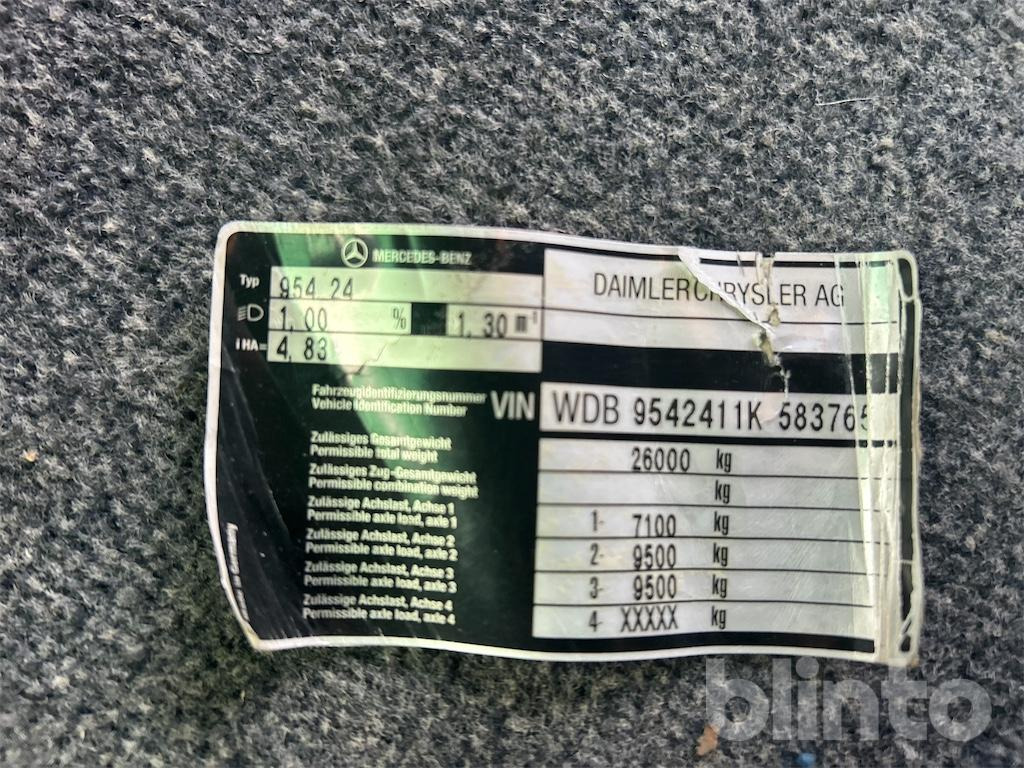 MERCEDES-BENZ
Typ 954 24
DAIMLERCHRYSLER AG
1,00 % 1,30 m⁻¹
I HA= 4,83
Fahrzeugidentifizierungsnummer
Vehicle Identification Number
VIN WDB 9542411K 583765
Zulässiges Gesamtgewicht
Permissible total weight
26000 kg
Zulässiges Zug-Gesamtgewicht
Permissible combination weight
kg
Zulässige Achslast, Achse 1
Permissible axle load, axle 1
1- 7100 kg
Zulässige Achslast, Achse 2
Permissible axle load, axle 2
2- 9500 kg
Zulässige Achslast, Achse 3
Permissible axle load, axle 3
3- 9500 kg
Zulässige Achslast, Achse 4
Permissible axle load, axle 4
4- XXXXX kg
blinto